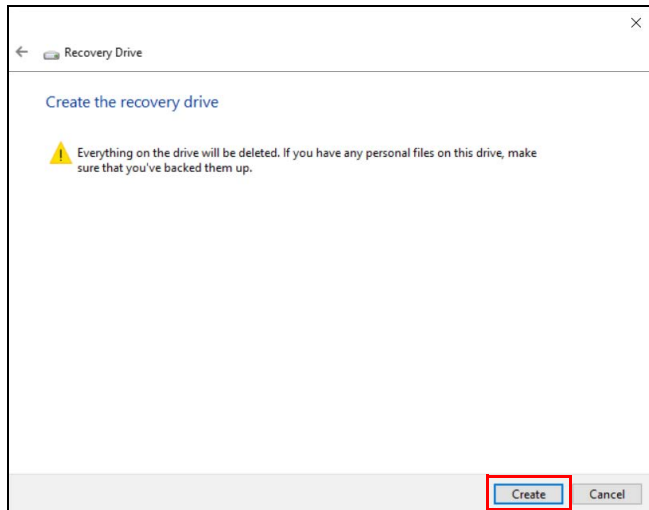 Recovery Drive
Create the recovery drive
Everything on the drive will be deleted. If you have any personal files on this drive, make
sure that you've backed them up.
Create Cancel